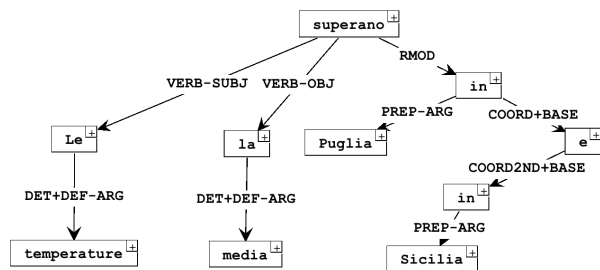 superano
RMOD
VERB-SUBJ VERB-OBJ
in
PREP-ARG COORD+BASE
Le la Puglia e
COORD2ND+BASE
DET+DEF-ARG DET+DEF-ARG in
PREP-ARG
temperature media Sicilia